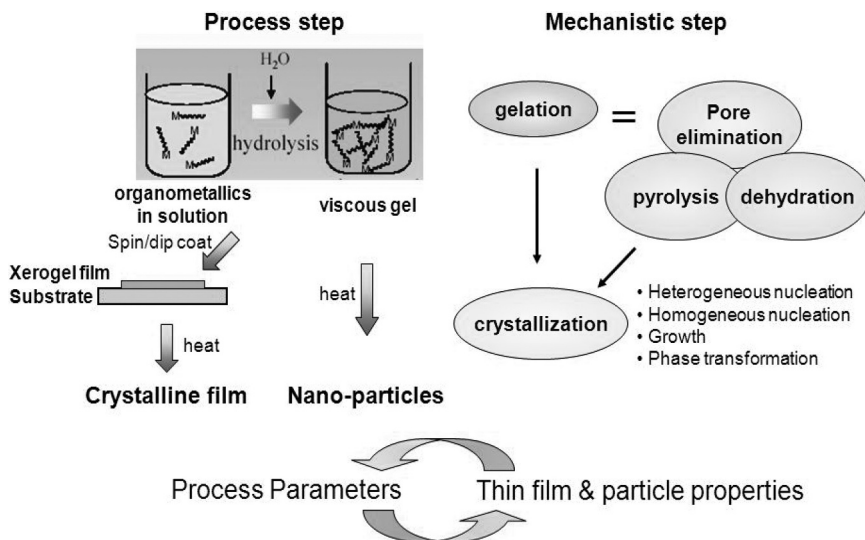 Process step
Mechanistic step
H₂O
hydrolysis
M
M
M
M
M
M
M
M
M
M
organometallics
in solution
viscous gel
Spin/dip coat
Xerogel film
Substrate
heat
heat
Crystalline film
Nano-particles
gelation
=
Pore
elimination
pyrolysis
dehydration
crystallization
• Heterogeneous nucleation
• Homogeneous nucleation
• Growth
• Phase transformation
Process Parameters
Thin film & particle properties